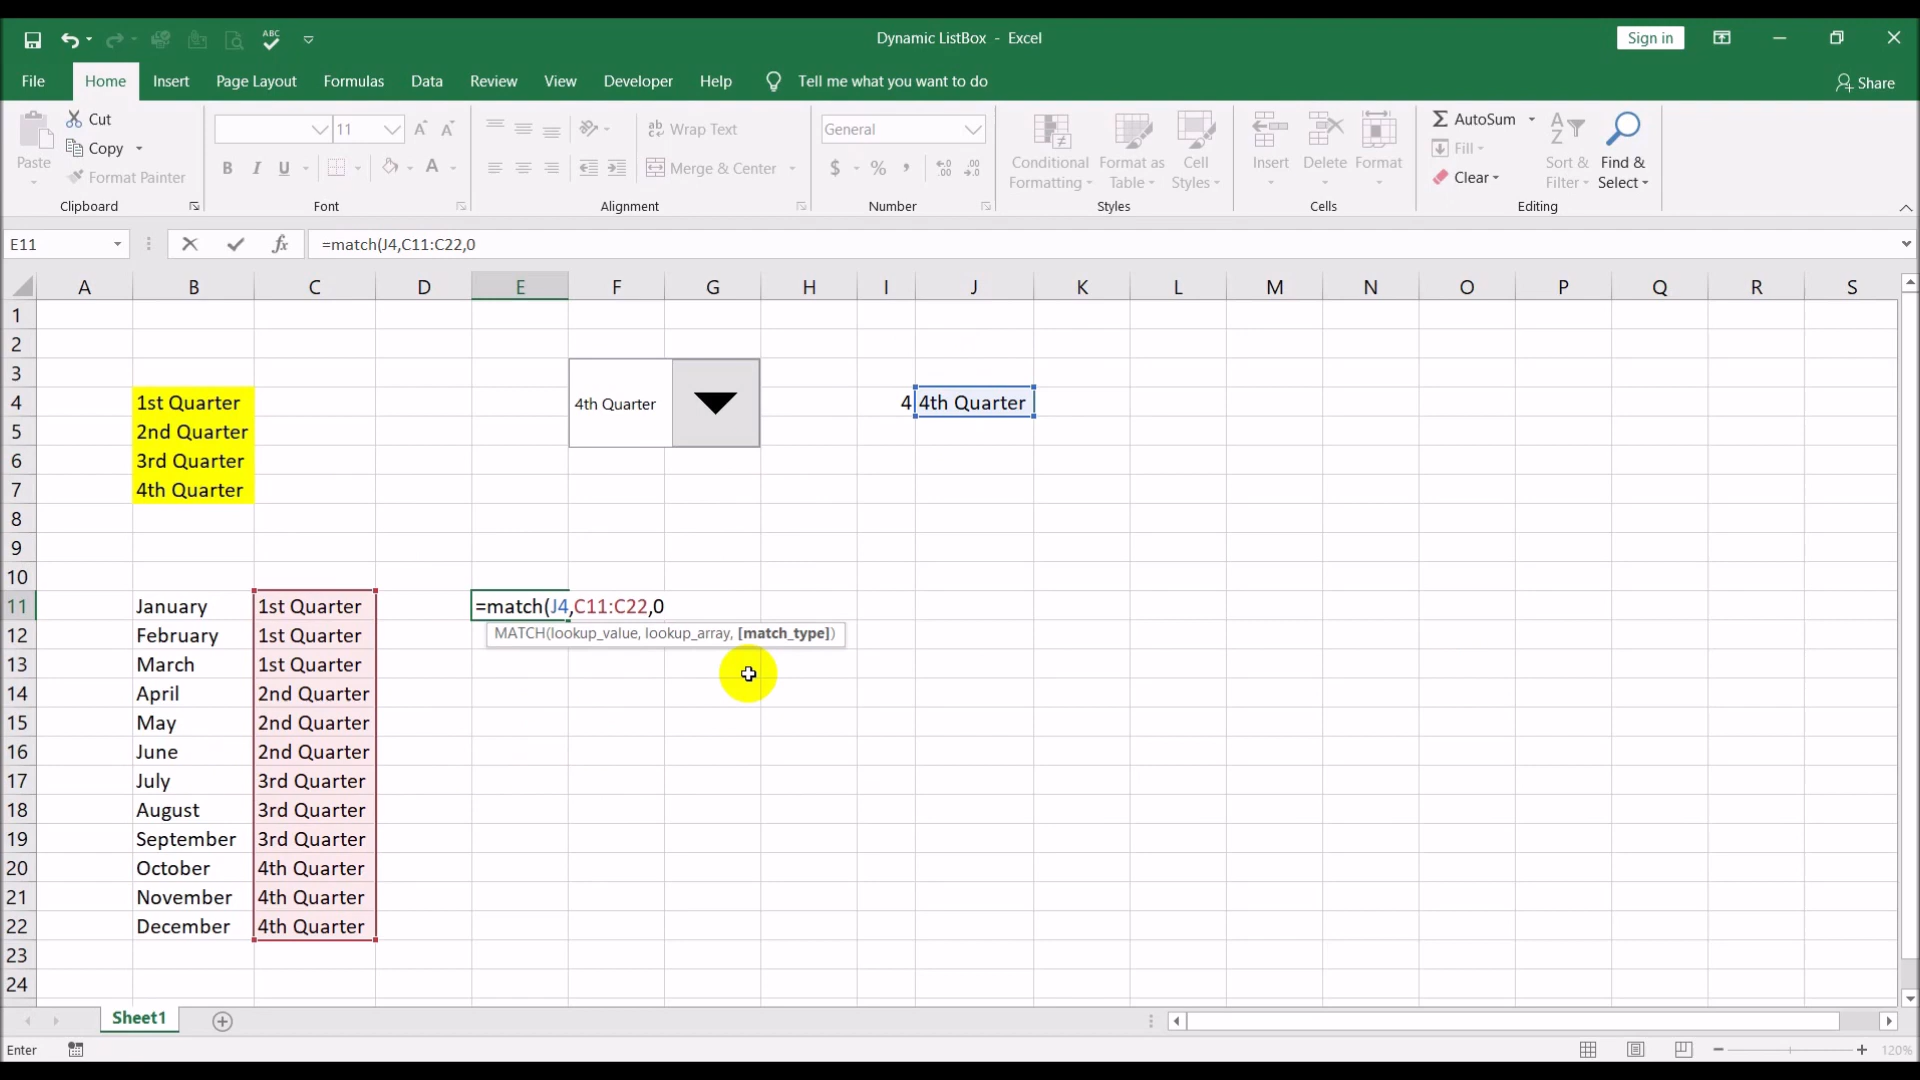 ABC
Dynamic ListBox - Excel
Sign in
File Home Insert Page Layout Formulas Data Review View Developer Help Tell me what you want to do
Share
Paste
Cut
Copy
Format Painter
Clipboard
11
B I U
Font
Wrap Text
Merge & Center
Alignment
General
$ % ,
Number
Conditional Formatting
Format as Table
Cell Styles
Styles
Insert
Delete
Format
Cells
AutoSum
Fill
Clear
Sort & Filter
Find & Select
Editing
E11
fx
=match(J4,C11:C22,0
A B C D E F G H I J K L M N O P Q R S
1
2
3
4 1st Quarter 4th Quarter 4 4th Quarter
5 2nd Quarter
6 3rd Quarter
7 4th Quarter
8
9
10
11 January 1st Quarter =match(J4,C11:C22,0
12 February 1st Quarter MATCH(lookup_value, lookup_array, [match_type])
13 March 1st Quarter
14 April 2nd Quarter
15 May 2nd Quarter
16 June 2nd Quarter
17 July 3rd Quarter
18 August 3rd Quarter
19 September 3rd Quarter
20 October 4th Quarter
21 November 4th Quarter
22 December 4th Quarter
23
24
Sheet1
Enter
120%